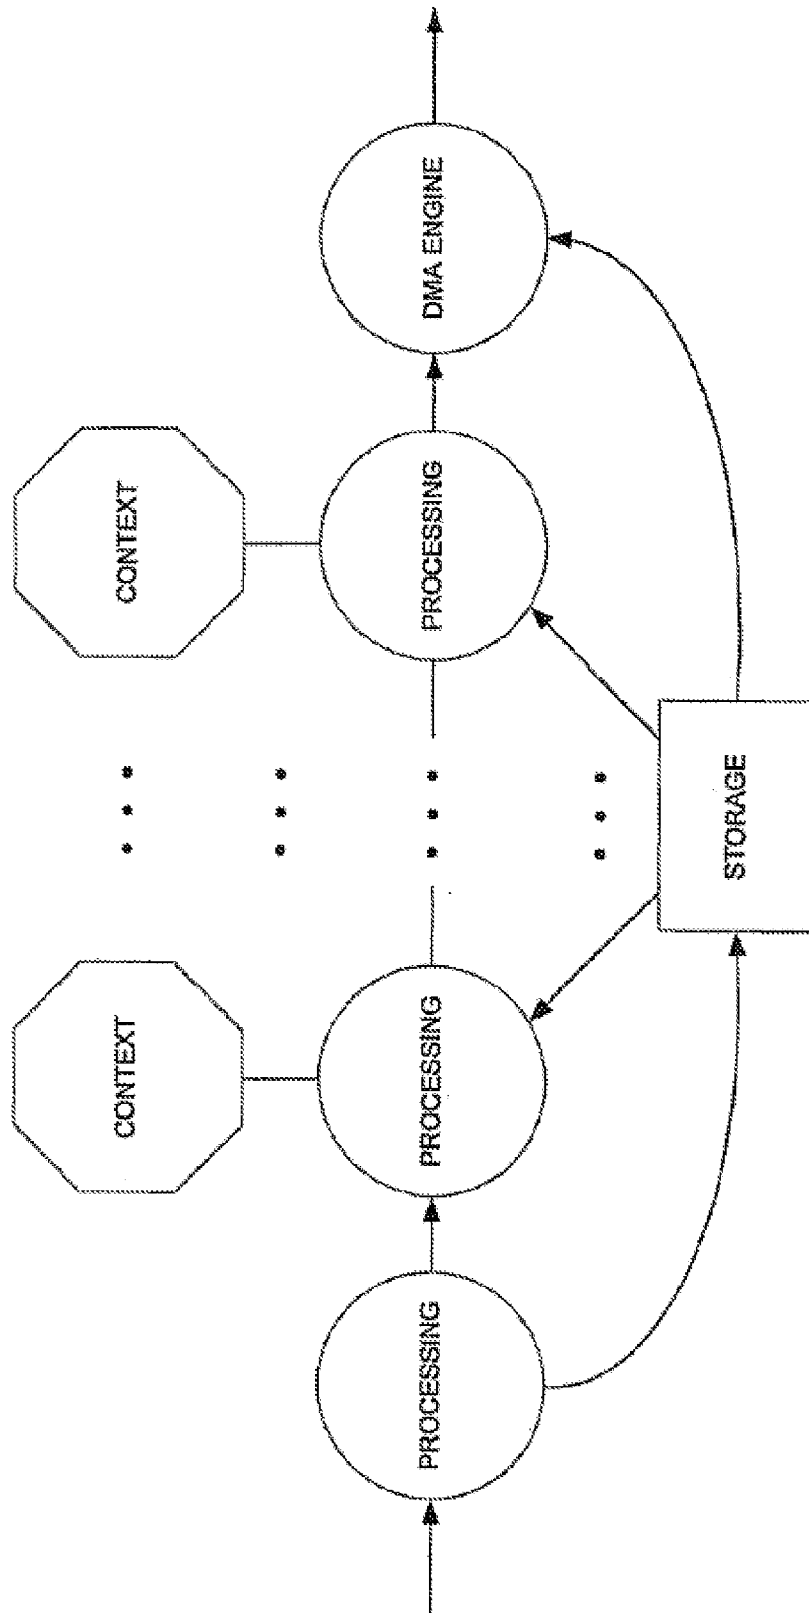 CONTEXT
CONTEXT
PROCESSING
PROCESSING
PROCESSING
DMA ENGINE
STORAGE